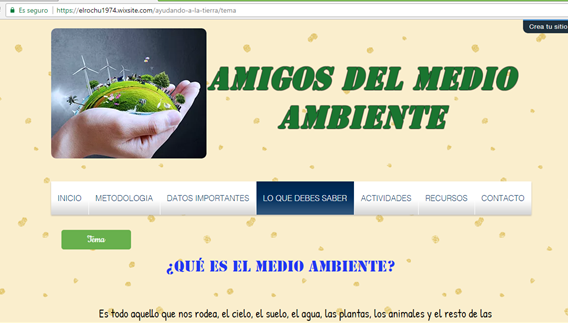 Es seguro | https://elrochu1974.wixsite.com/ayudando-a-la-tierra/tema
Crea tu sitio
AMIGOS DEL MEDIO
AMBIENTE
INICIO METODOLOGIA DATOS IMPORTANTES LO QUE DEBES SABER ACTIVIDADES RECURSOS CONTACTO
Tema
¿QUÉ ES EL MEDIO AMBIENTE?
Es todo aquello que nos rodea, el cielo, el suelo, el agua, las plantas, los animales y el resto de las